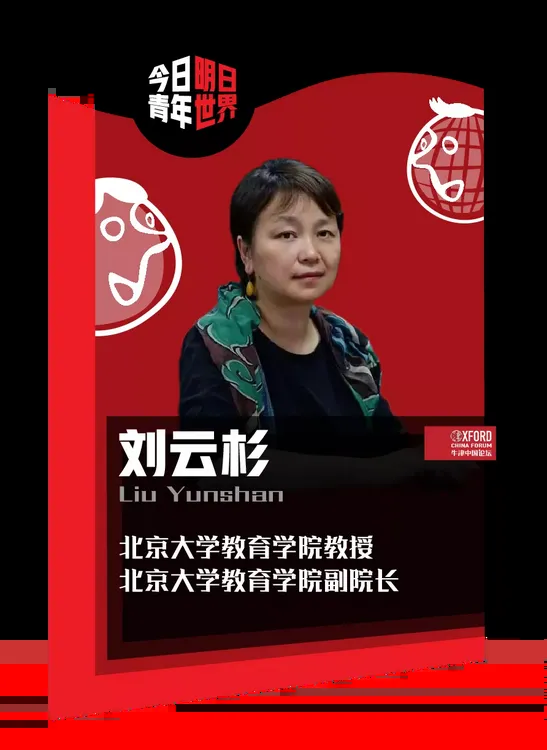 今日明日
青年世界
OXFORD
CHINA FORUM
牛津中国论坛
刘云杉
Liu Yunshan
北京大学教育学院教授
北京大学教育学院副院长